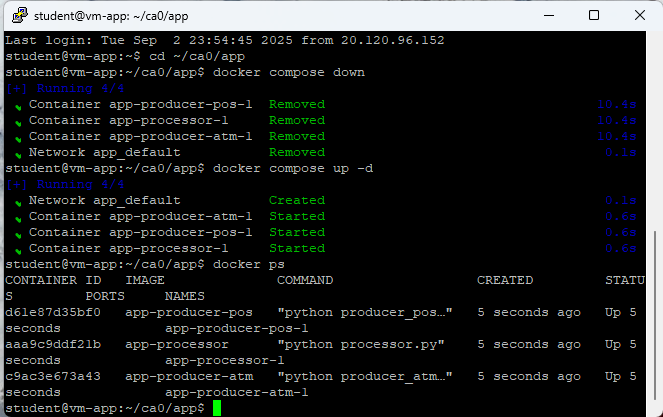 student@vm-app: ~/ca0/app
Last login: Tue Sep  2 23:54:45 2025 from 20.120.96.152
student@vm-app:~$ cd ~/ca0/app
student@vm-app:~/ca0/app$ docker compose down
[+] Running 4/4
Container app-producer-pos-1  Removed  10.4s
Container app-processor-1  Removed  10.4s
Container app-producer-atm-1  Removed  10.4s
Network app_default  Removed  0.1s
student@vm-app:~/ca0/app$ docker compose up -d
[+] Running 4/4
Network app_default  Created  0.1s
Container app-producer-atm-1  Started  0.6s
Container app-producer-pos-1  Started  0.6s
Container app-processor-1  Started  0.6s
student@vm-app:~/ca0/app$ docker ps
CONTAINER ID   IMAGE              COMMAND                  CREATED         STATU
S         PORTS     NAMES
d61e87d35bf0   app-producer-pos   "python producer_pos…"   5 seconds ago   Up 5
seconds             app-producer-pos-1
aaa9c9ddf21b   app-processor      "python processor.py"    5 seconds ago   Up 5
seconds             app-processor-1
c9ac3e673a43   app-producer-atm   "python producer_atm…"   5 seconds ago   Up 5
seconds             app-producer-atm-1
student@vm-app:~/ca0/app$